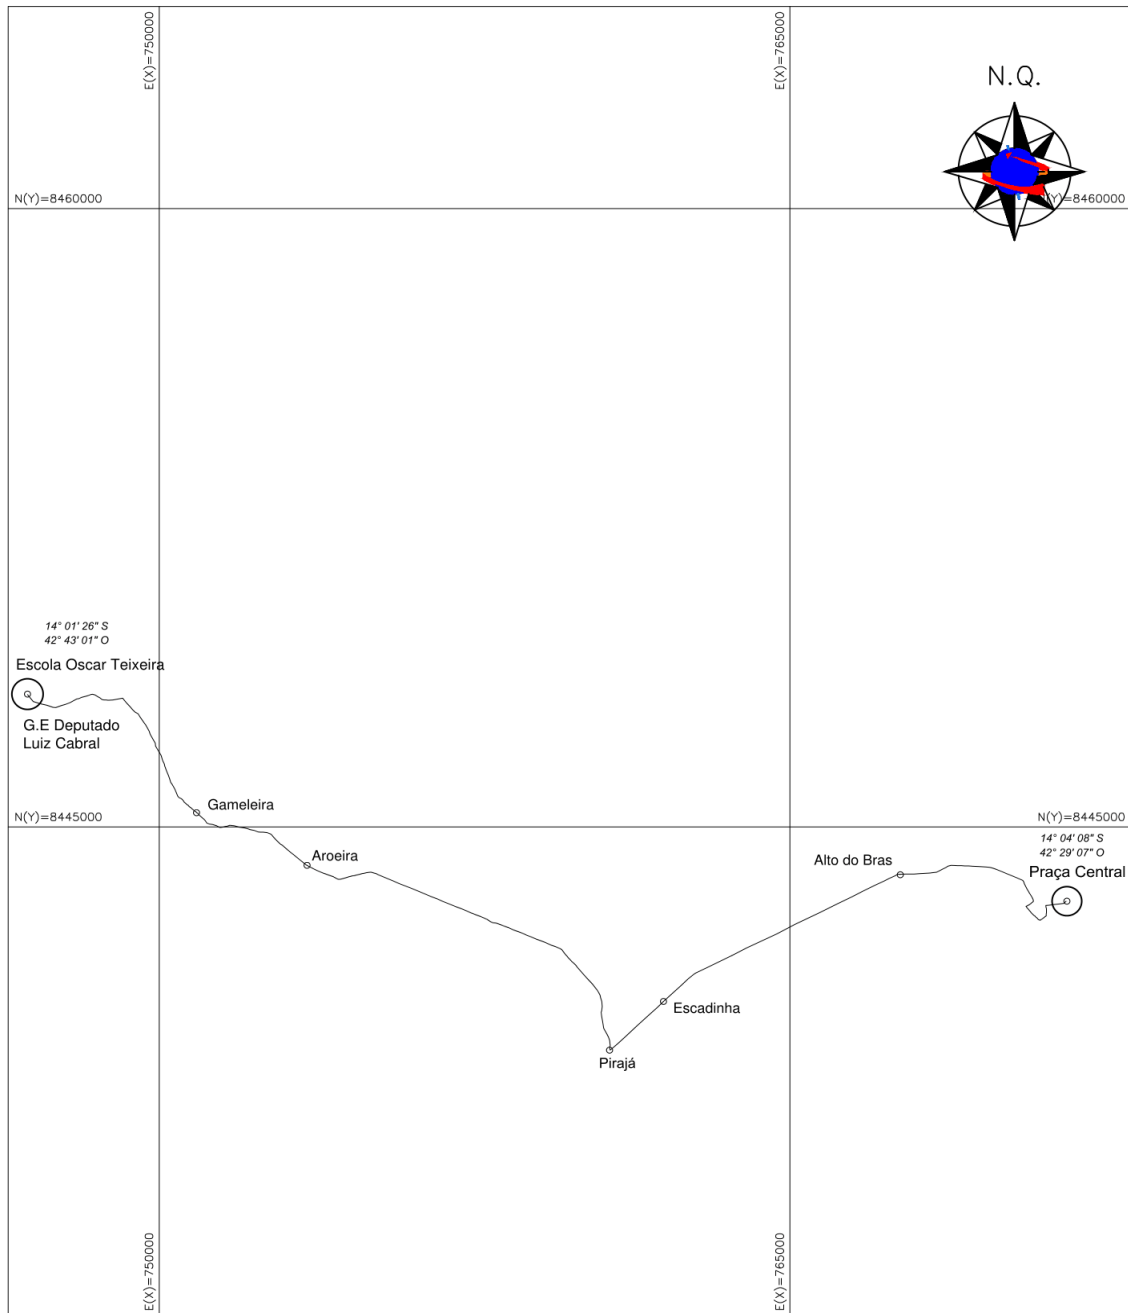 E(X)=750000
E(X)=765000
N.Q.
N(Y)=8460000
N(Y)=8460000
14° 01' 26" S
42° 43' 01" O
Escola Oscar Teixeira
G.E Deputado
Luiz Cabral
Gameleira
N(Y)=8445000
N(Y)=8445000
14° 04' 08" S
42° 29' 07" O
Aroeira
Alto do Bras
Praça Central
Escadinha
Pirajá
E(X)=750000
E(X)=765000